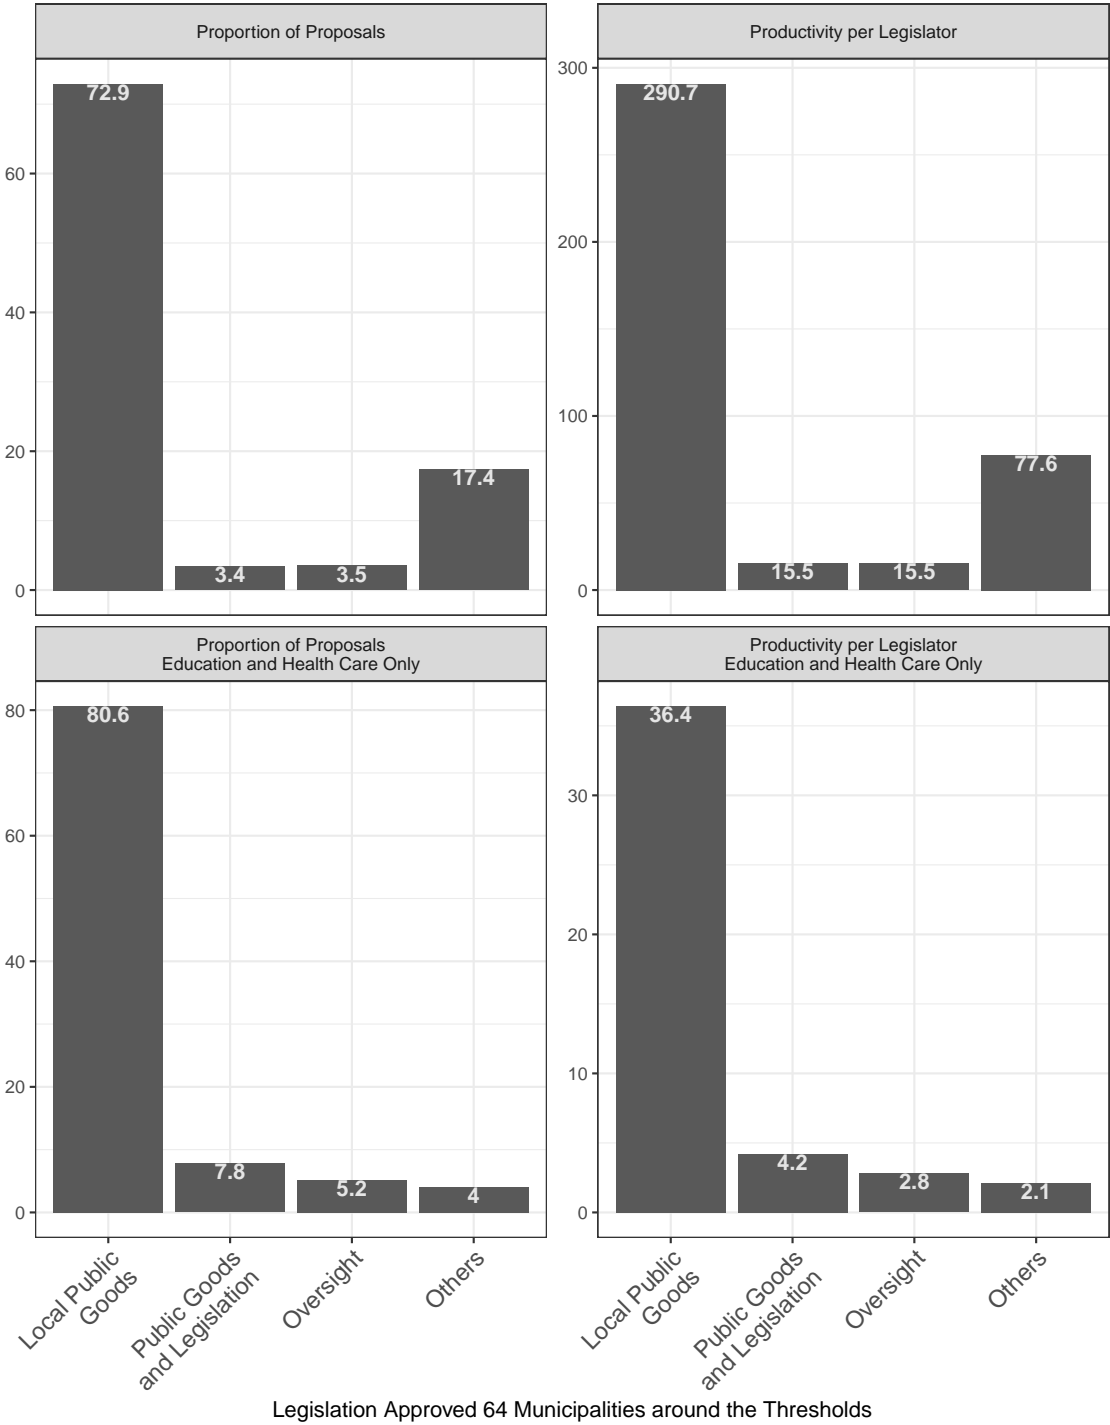 Proportion of Proposals
72.9
3.4
3.5
17.4
0
20
40
60
Productivity per Legislator
290.7
15.5
15.5
77.6
0
100
200
300
Proportion of Proposals
Education and Health Care Only
80.6
7.8
5.2
4
0
20
40
60
80
Productivity per Legislator
Education and Health Care Only
36.4
4.2
2.8
2.1
0
10
20
30
Local Public
Goods
Public Goods
and Legislation
Oversight
Others
Local Public
Goods
Public Goods
and Legislation
Oversight
Others
Legislation Approved 64 Municipalities around the Thresholds